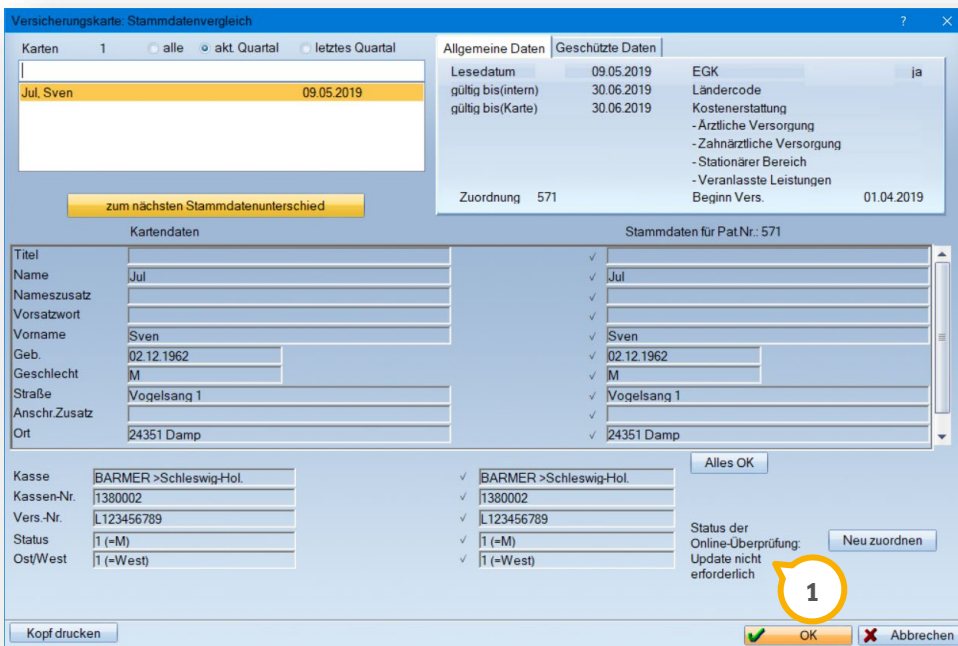 Versicherungskarte: Stammdatenvergleich ?
Karten 1 alle akt. Quartal letztes Quartal
Jul, Sven 09.05.2019
zum nächsten Stammdatenunterschied
Allgemeine Daten Geschützte Daten
Lesedatum 09.05.2019 EGK ja
gültig bis(intern) 30.06.2019 Ländercode
gültig bis(Karte) 30.06.2019 Kostenerstattung
- Ärztliche Versorgung
- Zahnärztliche Versorgung
- Stationärer Bereich
- Veranlasste Leistungen
Zuordnung 571 Beginn Vers. 01.04.2019
Kartendaten Stammdaten für Pat.Nr.: 571
Titel
Name Jul Jul
Nameszusatz
Vorsatzwort
Vorname Sven Sven
Geb. 02.12.1962 02.12.1962
Geschlecht M M
Straße Vogelsang 1 Vogelsang 1
Anschr.Zusatz
Ort 24351 Damp 24351 Damp
Alles OK
Kasse BARMER >Schleswig-Hol. BARMER >Schleswig-Hol.
Kassen-Nr. 1380002 1380002
Vers.-Nr. L123456789 L123456789
Status 1 (=M) 1 (=M)
Ost/West 1 (=West) 1 (=West)
Status der
Online-Überprüfung:
Update nicht
erforderlich
Neu zuordnen
1
Kopf drucken OK Abbrechen